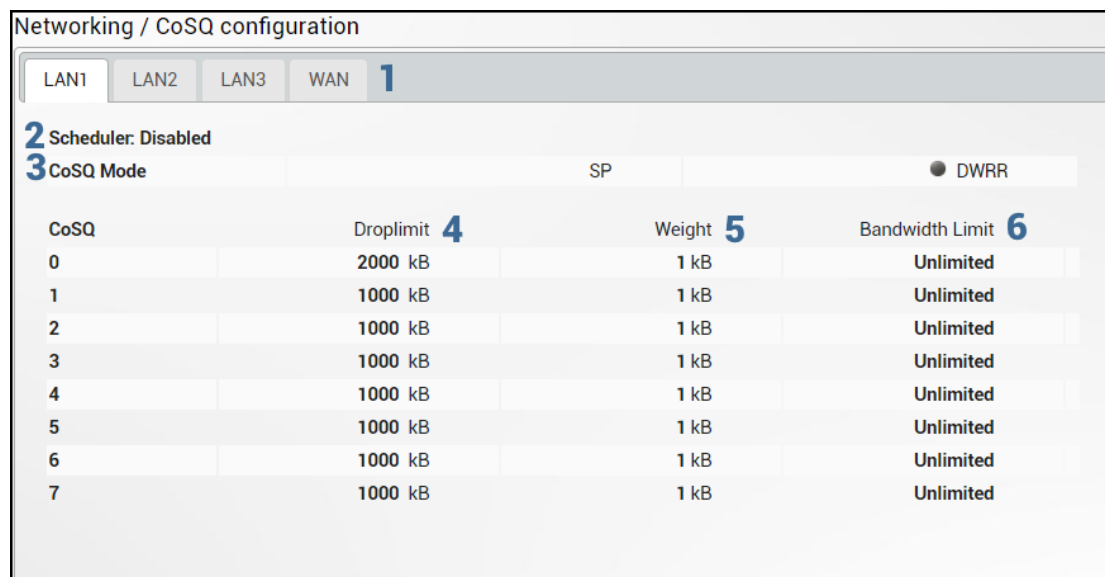 Networking / CoSQ configuration
LAN1 LAN2 LAN3 WAN 1
2 Scheduler: Disabled
3 CoSQ Mode SP DWRR
CoSQ Droplimit 4 Weight 5 Bandwidth Limit 6
0 2000 kB 1 kB Unlimited
1 1000 kB 1 kB Unlimited
2 1000 kB 1 kB Unlimited
3 1000 kB 1 kB Unlimited
4 1000 kB 1 kB Unlimited
5 1000 kB 1 kB Unlimited
6 1000 kB 1 kB Unlimited
7 1000 kB 1 kB Unlimited